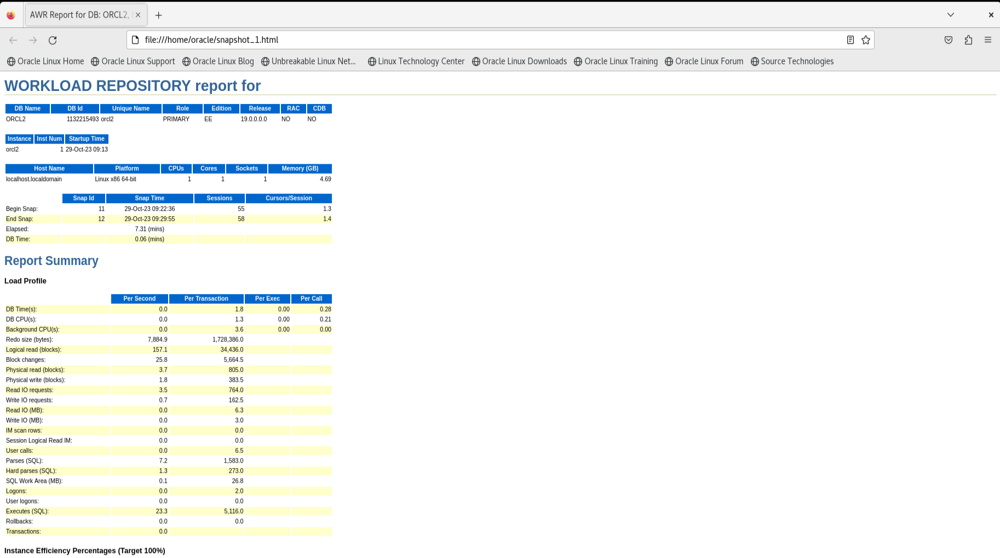 AWR Report for DB: ORCL2,
file:///home/oracle/snapshot_1.html
Oracle Linux Home Oracle Linux Support Oracle Linux Blog Unbreakable Linux Net... Linux Technology Center Oracle Linux Downloads Oracle Linux Training Oracle Linux Forum Source Technologies
WORKLOAD REPOSITORY report for
DB Name DB Id Unique Name Role Edition Release RAC CDB
ORCL2 1132215493 orcl2 PRIMARY EE 19.0.0.0.0 NO NO
Instance Inst Num Startup Time
orcl2 1 29-Oct-23 09:13
Host Name Platform CPUs Cores Sockets Memory (GB)
localhost.localdomain Linux x86 64-bit 1 1 1 4.69
Snap Id Snap Time Sessions Cursors/Session
Begin Snap: 11 29-Oct-23 09:22:36 55 1.3
End Snap: 12 29-Oct-23 09:29:55 58 1.4
Elapsed: 7.31 (mins)
DB Time: 0.06 (mins)
Report Summary
Load Profile
Per Second Per Transaction Per Exec Per Call
DB Time(s): 0.0 1.8 0.00 0.28
DB CPU(s): 0.0 1.3 0.00 0.21
Background CPU(s): 0.0 3.6 0.00 0.00
Redo size (bytes): 7,884.9 1,728,386.0
Logical read (blocks): 157.1 34,436.0
Block changes: 25.8 5,664.5
Physical read (blocks): 3.7 805.0
Physical write (blocks): 1.8 383.5
Read IO requests: 3.5 764.0
Write IO requests: 0.7 162.5
Read IO (MB): 0.0 6.3
Write IO (MB): 0.0 3.0
IM scan rows: 0.0 0.0
Session Logical Read IM: 0.0 0.0
User calls: 0.0 6.5
Parses (SQL): 7.2 1,583.0
Hard parses (SQL): 1.3 273.0
SQL Work Area (MB): 0.1 26.8
Logons: 0.0 2.0
User logons: 0.0 0.0
Executes (SQL): 23.3 5,116.0
Rollbacks: 0.0 0.0
Transactions: 0.0
Instance Efficiency Percentages (Target 100%)